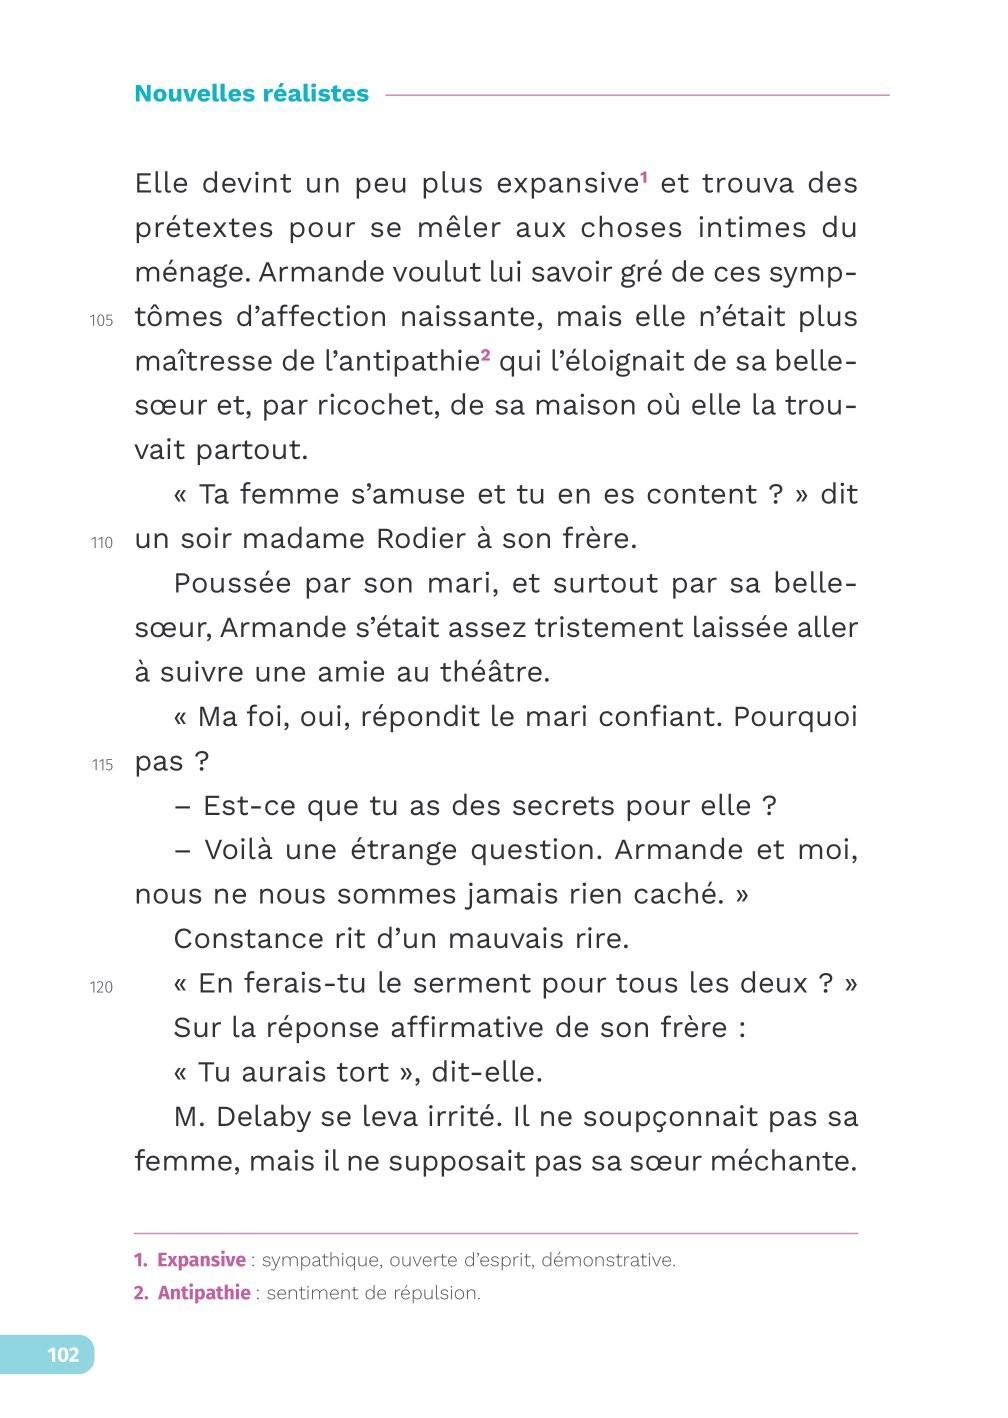 Nouvelles réalistes
Elle devint un peu plus expansive1 et trouva des
prétextes pour se mêler aux choses intimes du
ménage. Armande voulut lui savoir gré de ces symp-
105 tômes d’affection naissante, mais elle n’était plus
maîtresse de l’antipathie2 qui l’éloignait de sa belle-
sœur et, par ricochet, de sa maison où elle la trou-
vait partout.
« Ta femme s’amuse et tu en es content ? » dit
110 un soir madame Rodier à son frère.
Poussée par son mari, et surtout par sa belle-
sœur, Armande s’était assez tristement laissée aller
à suivre une amie au théâtre.
« Ma foi, oui, répondit le mari confiant. Pourquoi
115 pas ?
– Est-ce que tu as des secrets pour elle ?
– Voilà une étrange question. Armande et moi,
nous ne nous sommes jamais rien caché. »
Constance rit d’un mauvais rire.
120 « En ferais-tu le serment pour tous les deux ? »
Sur la réponse affirmative de son frère :
« Tu aurais tort », dit-elle.
M. Delaby se leva irrité. Il ne soupçonnait pas sa
femme, mais il ne supposait pas sa sœur méchante.
1. Expansive : sympathique, ouverte d’esprit, démonstrative.
2. Antipathie : sentiment de répulsion.
102